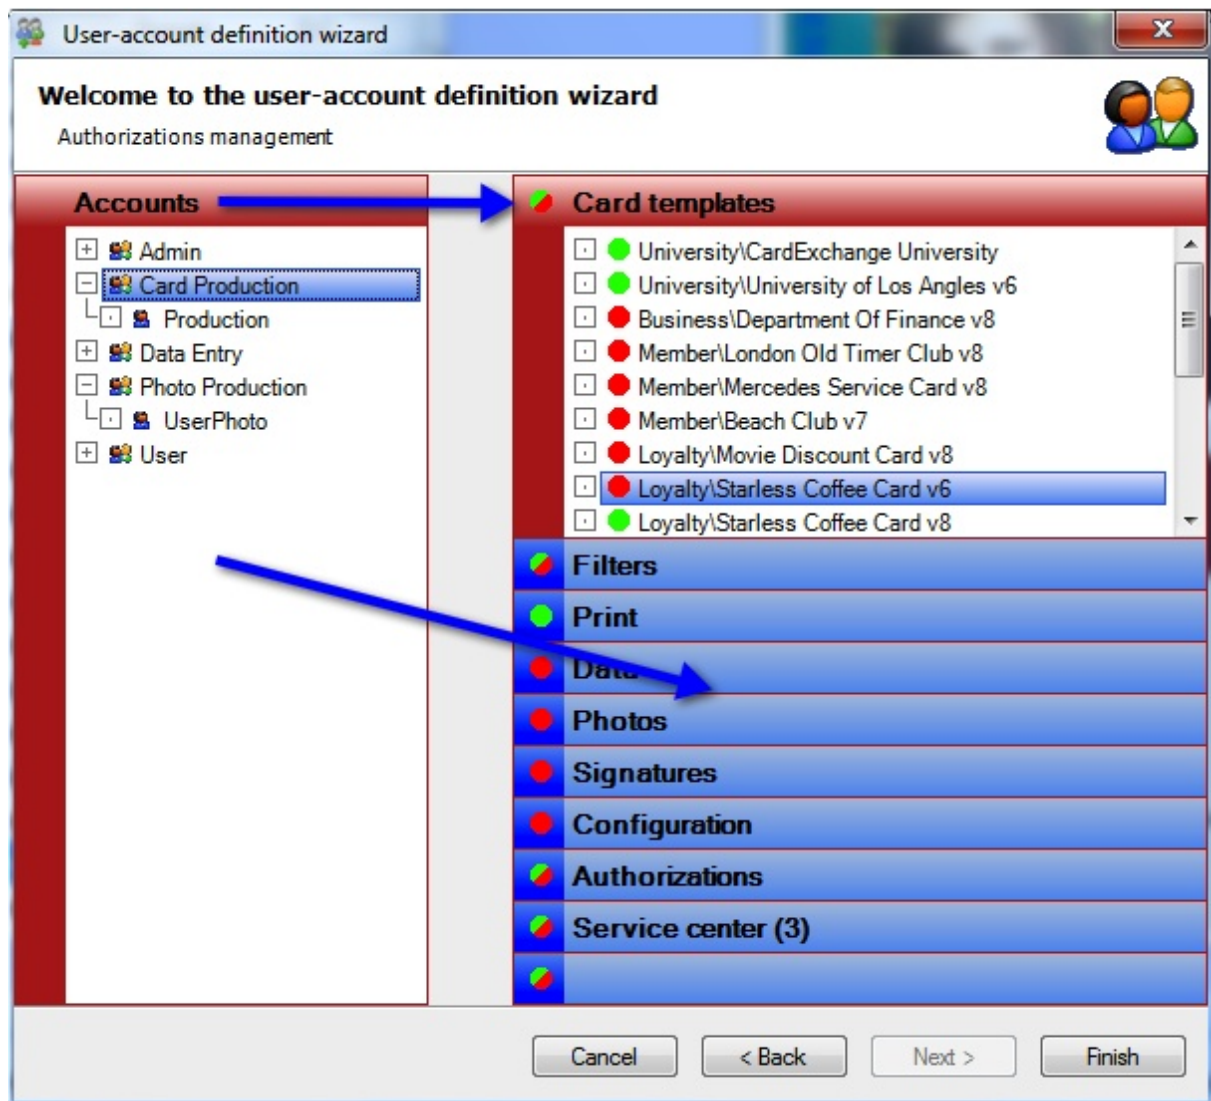 User-account definition wizard
Welcome to the user-account definition wizard
Authorizations management
Accounts
Admin
Card Production
Production
Data Entry
Photo Production
UserPhoto
User
Card templates
University\CardExchange University
University\University of Los Angles v6
Business\Department Of Finance v8
Member\London Old Timer Club v8
Member\Mercedes Service Card v8
Member\Beach Club v7
Loyalty\Movie Discount Card v8
Loyalty\Starless Coffee Card v6
Loyalty\Starless Coffee Card v8
Filters
Print
Data
Photos
Signatures
Configuration
Authorizations
Service center (3)
Cancel
< Back
Next >
Finish